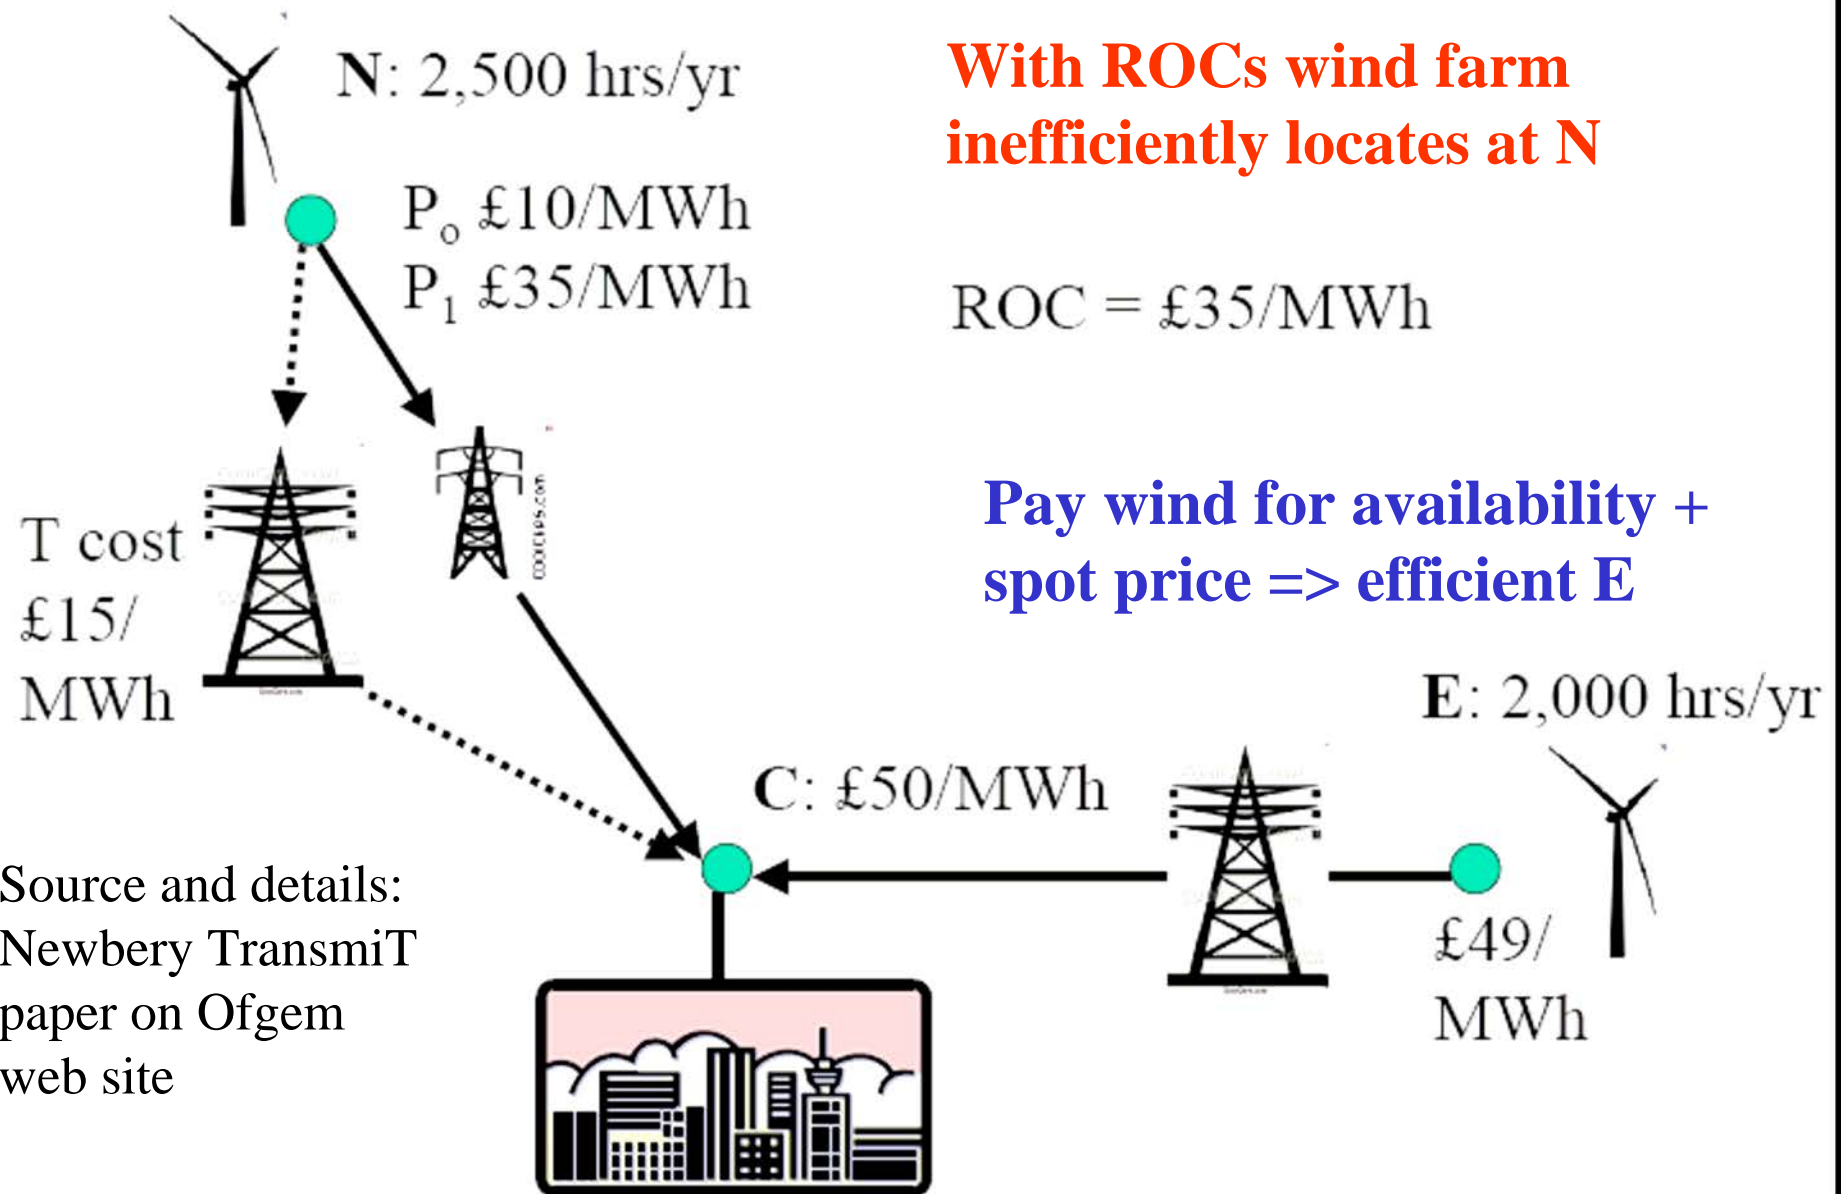 N: 2,500 hrs/yr
With ROCs wind farm
inefficiently locates at N
P₀ £10/MWh
P₁ £35/MWh
ROC = £35/MWh
T cost
£15/
MWh
Pay wind for availability +
spot price => efficient E
E: 2,000 hrs/yr
C: £50/MWh
£49/
MWh
Source and details:
Newbery TransmiT
paper on Ofgem
web site